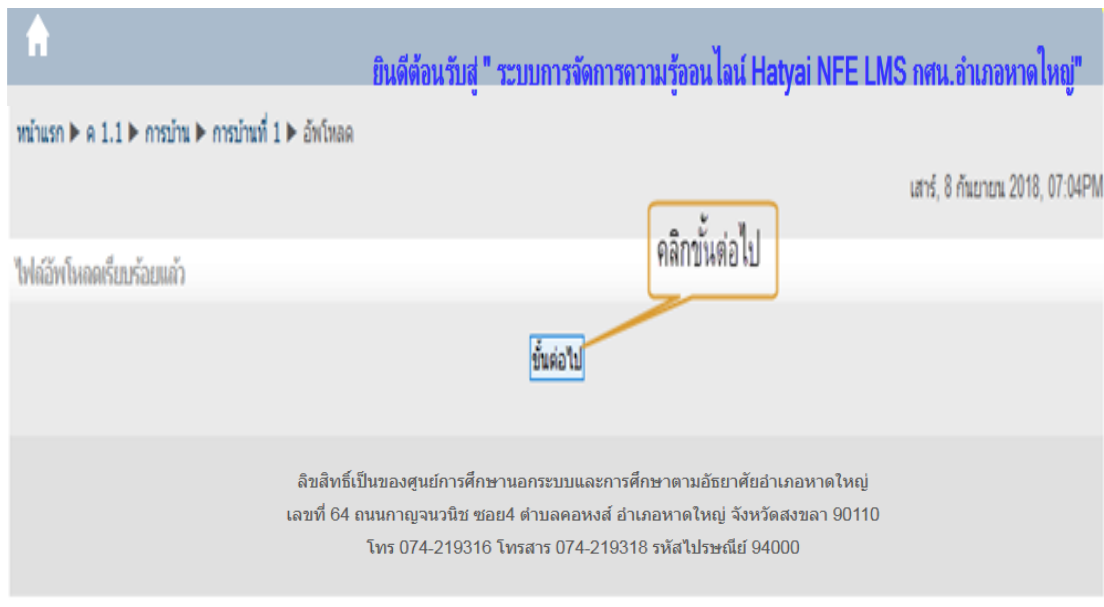 ยินดีต้อนรับสู่ " ระบบการจัดการความรู้ออนไลน์ Hatyai NFE LMS กศน.อำเภอหาดใหญ่"
หน้าแรก ▶ ค 1.1 ▶ การบ้าน ▶ การบ้านที่ 1 ▶ อัพโหลด
เสาร์, 8 กันยายน 2018, 07:04PM
คลิกขั้นต่อไป
ไฟล์อัพโหลดเรียบร้อยแล้ว
ขั้นต่อไป
ลิขสิทธิ์เป็นของศูนย์การศึกษานอกระบบและการศึกษาตามอัธยาศัยอำเภอหาดใหญ่
เลขที่ 64 ถนนกาญจนวนิช ซอย4 ตำบลคอหงส์ อำเภอหาดใหญ่ จังหวัดสงขลา 90110
โทร 074-219316 โทรสาร 074-219318 รหัสไปรษณีย์ 94000